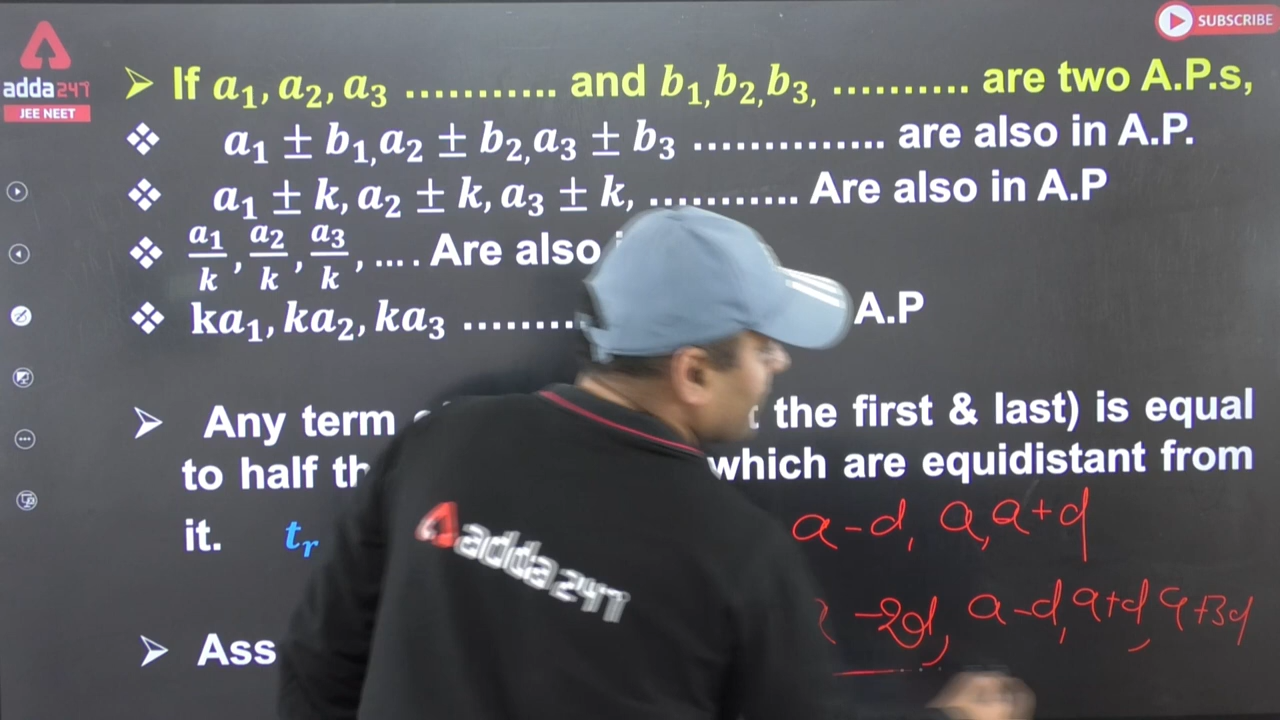 SUBSCRIBE
adda247
JEE NEET
➤ If a₁, a₂, a₃ ........... and b₁,b₂,b₃, .......... are two A.P.s,
❖ a₁ ± b₁,a₂ ± b₂,a₃ ± b₃ .............. are also in A.P.
❖ a₁ ± k, a₂ ± k, a₃ ± k, ........... Are also in A.P
❖ a₁/k, a₂/k, a₃/k, .... Are also
❖ ka₁, ka₂, ka₃ ........ A.P
➤ Any term the first & last) is equal
to half which are equidistant from
it. tᵣ a-d, a, a+d
-2d, a-d, a+d, a+3d
➤ Ass
adda247